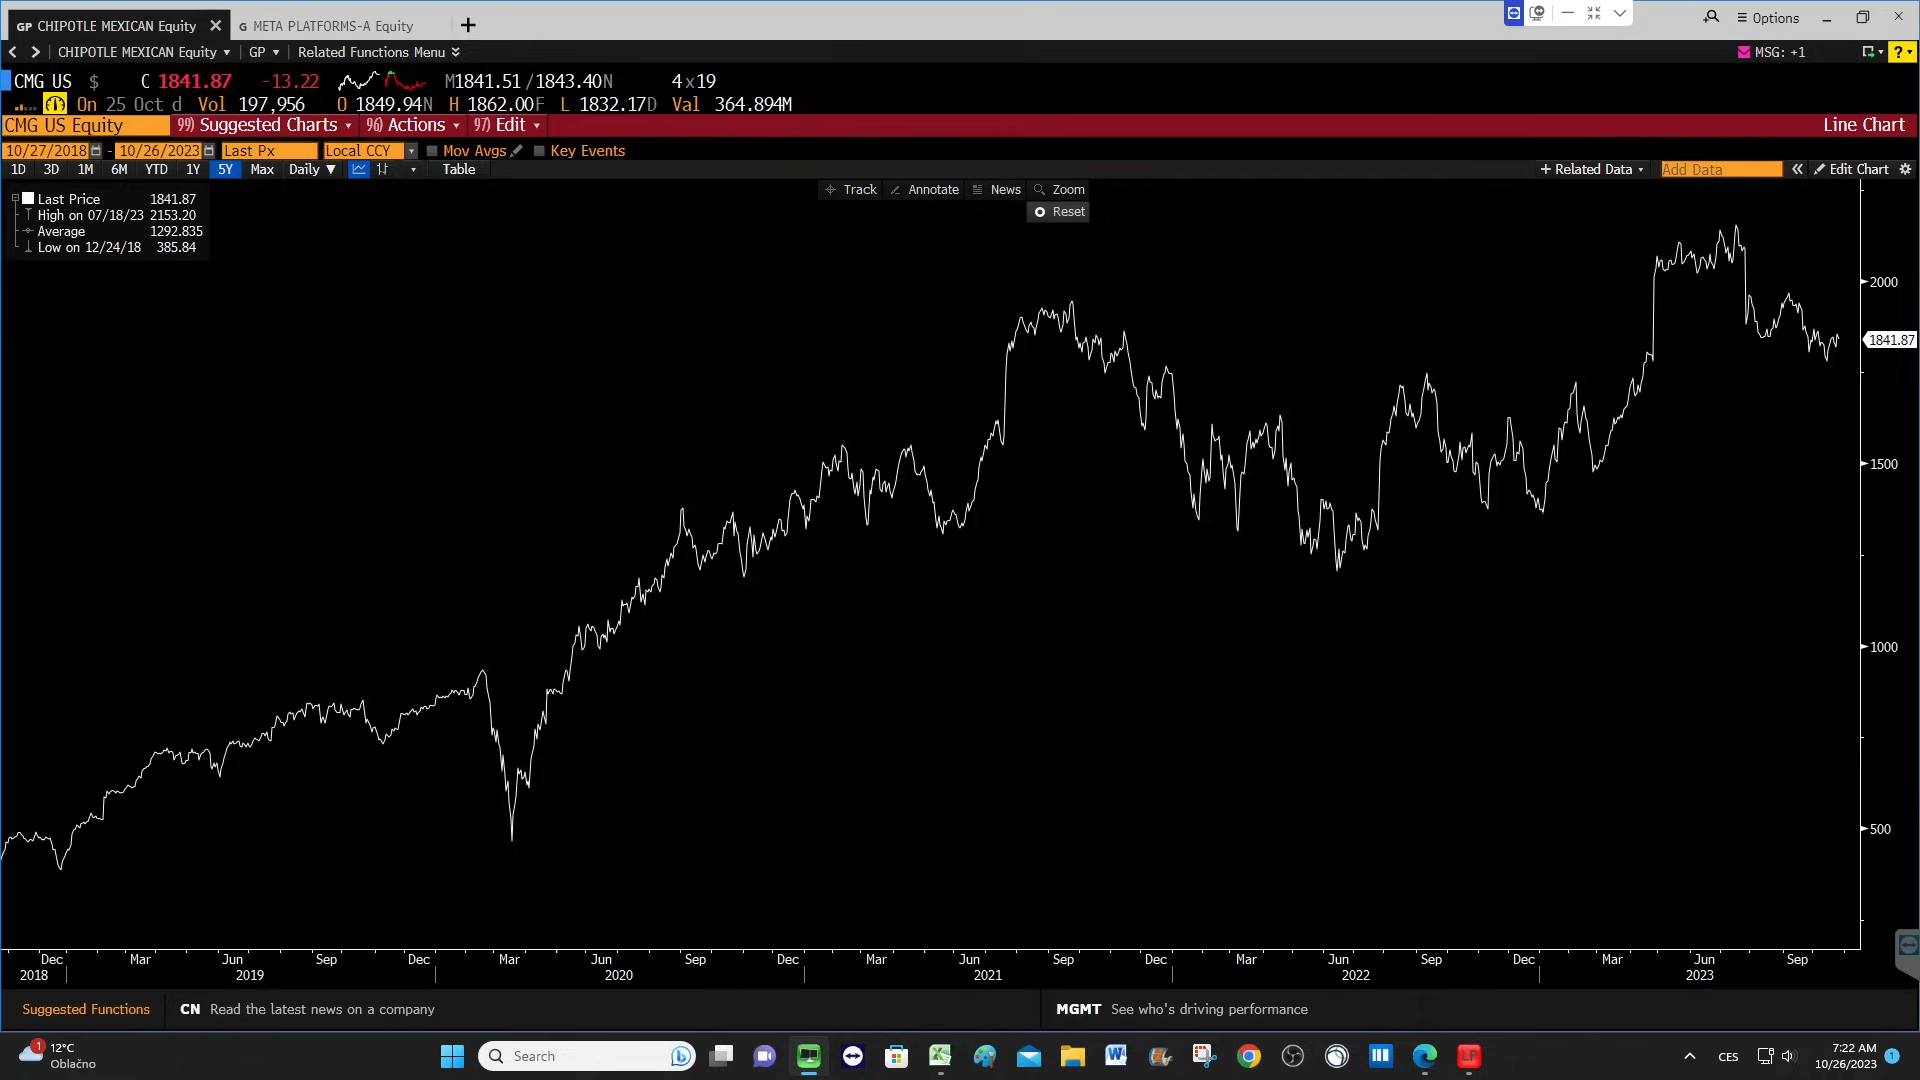 GP CHIPOTLE MEXICAN Equity G META PLATFORMS-A Equity
Options
CHIPOTLE MEXICAN Equity GP Related Functions Menu MSG: +1
CMG US $ C 1841.87 -13.22 M1841.51 /1843.40N 4x19
On 25 Oct d Vol 197,956 O 1849.94N H 1862.00F L 1832.17D Val 364.894M
CMG US Equity 99) Suggested Charts 96) Actions 97) Edit Line Chart
10/27/2018 - 10/26/2023 Last Px Local CCY Mov Avgs Key Events
1D 3D 1M 6M YTD 1Y 5Y Max Daily ▼ Table + Related Data Add Data « Edit Chart
Track Annotate News Zoom
Reset
Last Price 1841.87
High on 07/18/23 2153.20
Average 1292.835
Low on 12/24/18 385.84
2000
1841.87
1500
1000
500
Dec Mar Jun Sep Dec Mar Jun Sep Dec Mar Jun Sep Dec Mar Jun Sep Dec Mar Jun Sep
2018 2019 2020 2021 2022 2023
Suggested Functions CN Read the latest news on a company MGMT See who's driving performance
1 12°C
Oblačno
Search
CES
7:22 AM
10/26/2023
1